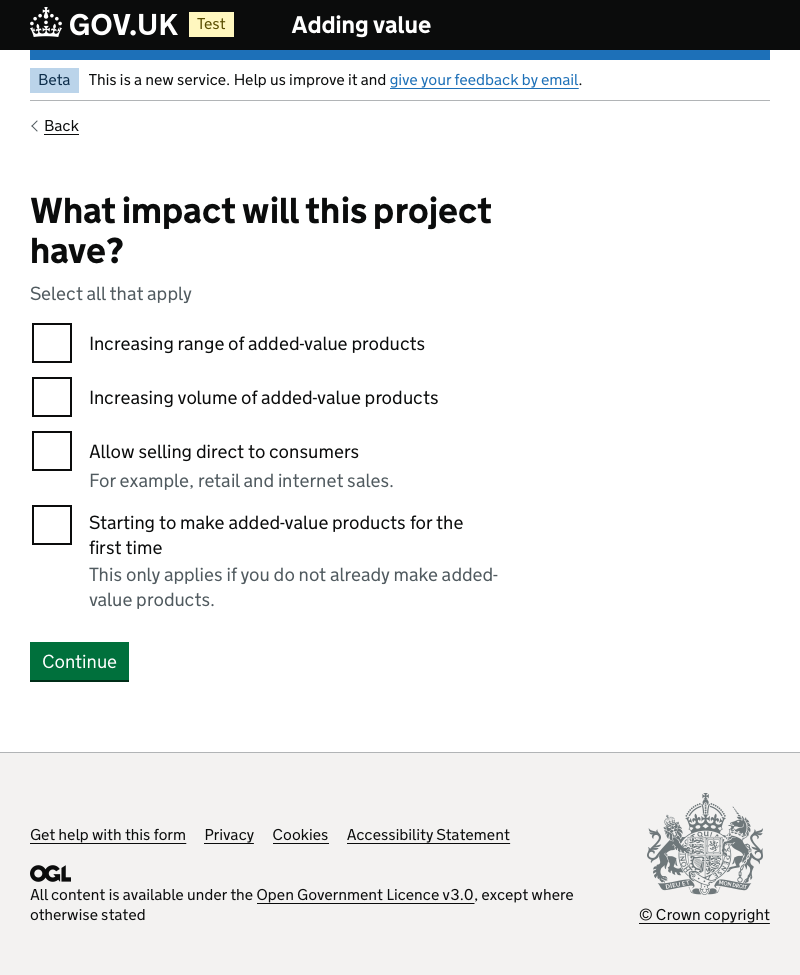 GOV.UK Test Adding value
Beta This is a new service. Help us improve it and give your feedback by email.
Back
What impact will this project
have?
Select all that apply
Increasing range of added-value products
Increasing volume of added-value products
Allow selling direct to consumers
For example, retail and internet sales.
Starting to make added-value products for the
first time
This only applies if you do not already make added-
value products.
Continue
Get help with this form Privacy Cookies Accessibility Statement
OGL
All content is available under the Open Government Licence v3.0, except where
otherwise stated
DIEU ET MON DROIT
© Crown copyright